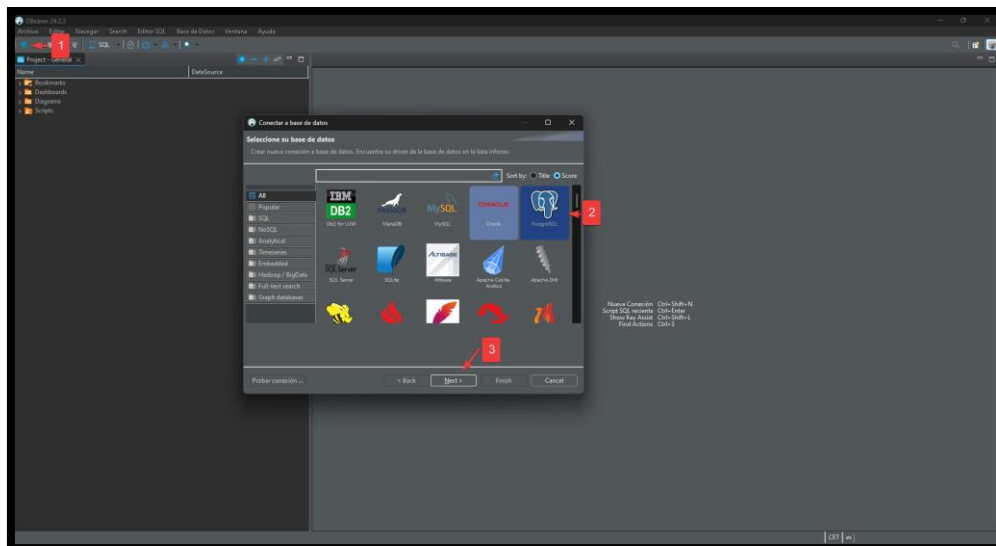 DBeaver 24.2.3
Archivo Editar Navegar Search Editor SQL Base de Datos Ventana Ayuda
1
SQL
Project - General
Name DataSource
Bookmarks
Dashboards
Diagrams
Scripts
Conectar a base de datos
Seleccione su base de datos
Crear nueva conexión a base de datos. Encuentre su driver de la base de datos en la lista inferior.
Sort by: Title Score
All
Popular
SQL
NoSQL
Analytical
Timeseries
Embedded
Hadoop / BigData
Full-text search
Graph databases
IBM
DB2
MySQL
ORACLE
Db2 for LUW
MariaDB
MySQL
Oracle
PostgreSQL
2
SQL Server
ALTIBASE
SQL Server
SQLite
Altibase
Apache Calcite
Avatica
Apache Drill
3
Probar conexión ...
< Back
Next >
Finish
Cancel
Nueva Conexión Ctrl+Shift+N
Script SQL reciente Ctrl+Enter
Show Key Assist Ctrl+Shift+L
Find Actions Ctrl+3
CET
es